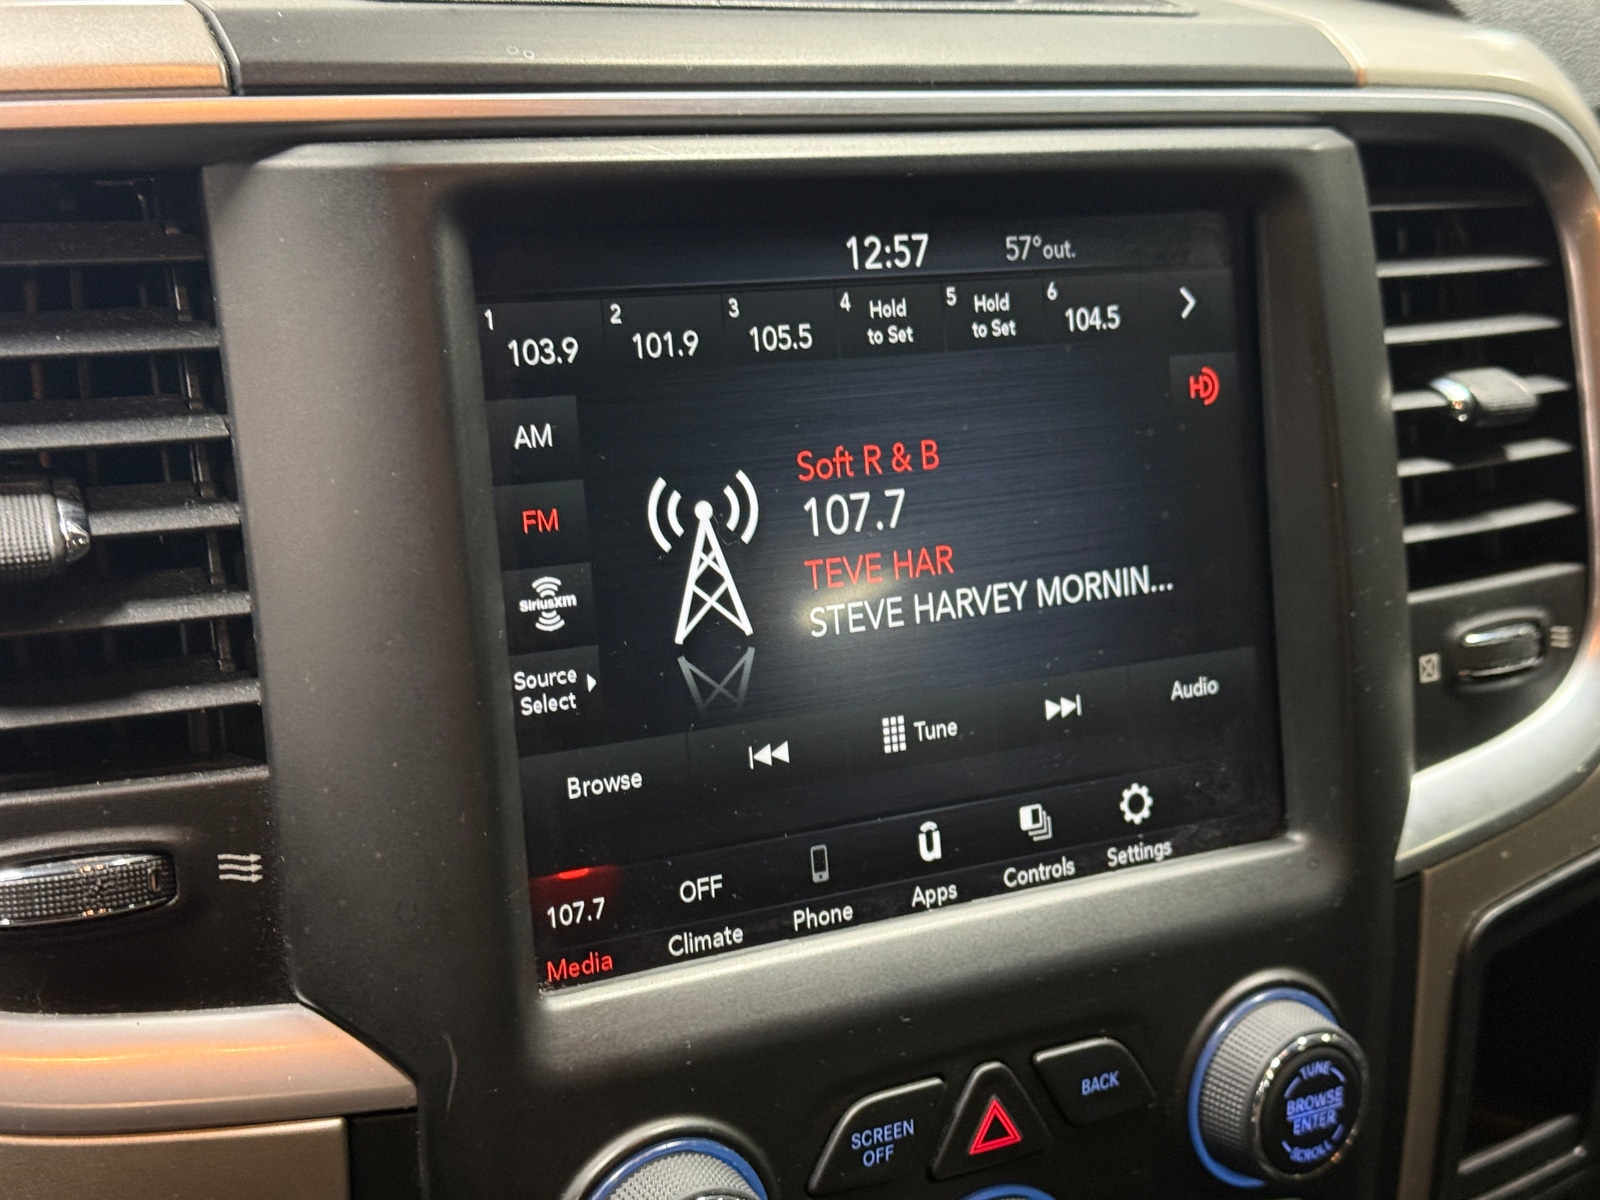 12:57 57°out.
1 103.9 2 101.9 3 105.5 4 Hold to Set 5 Hold to Set 6 104.5
HD
AM
FM
SiriusXM
Source
Select
Soft R & B
107.7
TEVE HAR
STEVE HARVEY MORNIN...
Browse Tune Audio
107.7 OFF
Media Climate Phone Apps Controls Settings
SCREEN
OFF
BACK
TUNE
BROWSE
ENTER
SCROLL